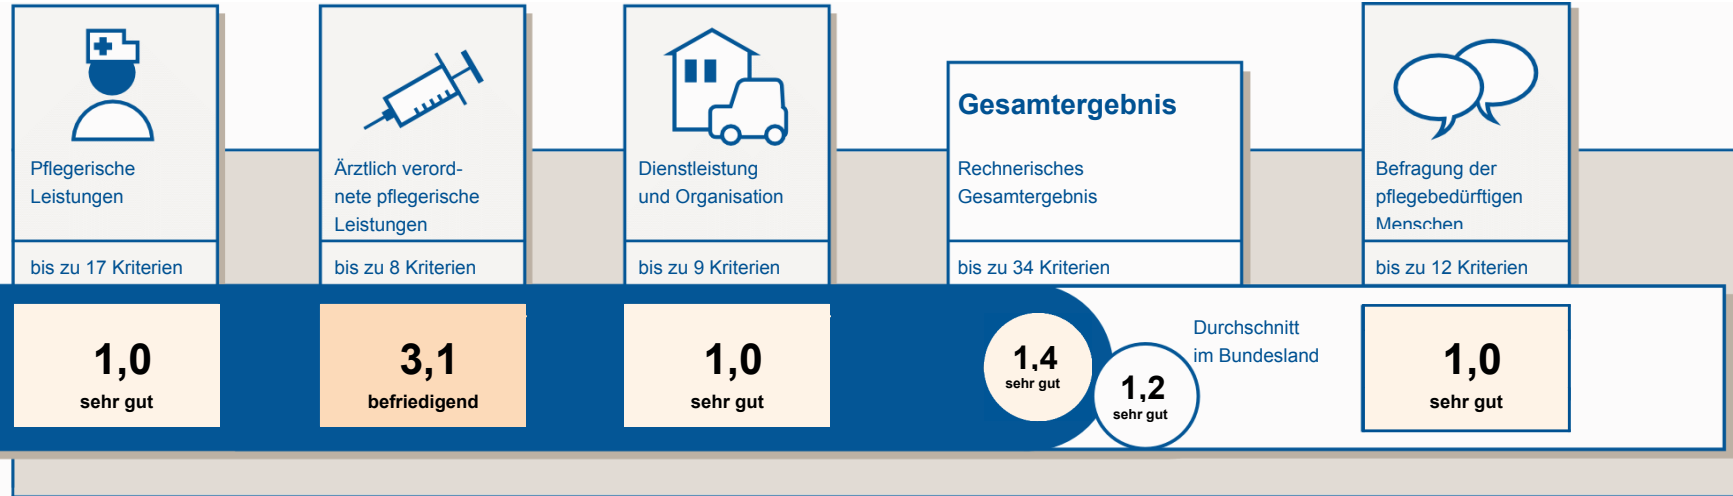 Pflegerische
Leistungen
bis zu 17 Kriterien
1,0
sehr gut
Ärztlich verord-
nete pflegerische
Leistungen
bis zu 8 Kriterien
3,1
befriedigend
Dienstleistung
und Organisation
bis zu 9 Kriterien
1,0
sehr gut
Gesamtergebnis
Rechnerisches
Gesamtergebnis
bis zu 34 Kriterien
1,4
sehr gut
1,2
sehr gut
Durchschnitt
im Bundesland
Befragung der
pflegebedürftigen
Menschen
bis zu 12 Kriterien
1,0
sehr gut